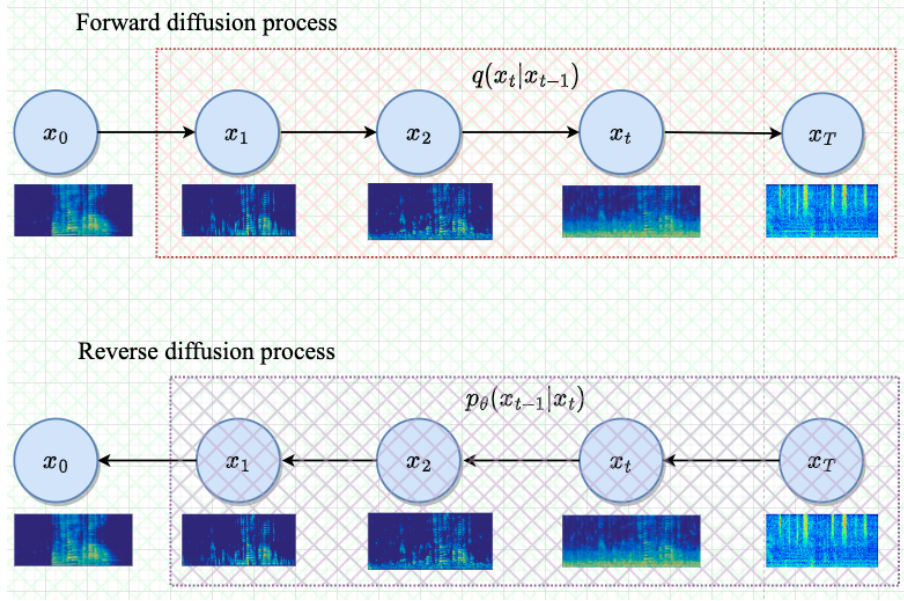 Forward diffusion process
q(x_t|x_{t-1})
x_0 x_1 x_2 x_t x_T
Reverse diffusion process
p_θ(x_{t-1}|x_t)
x_0 x_1 x_2 x_t x_T